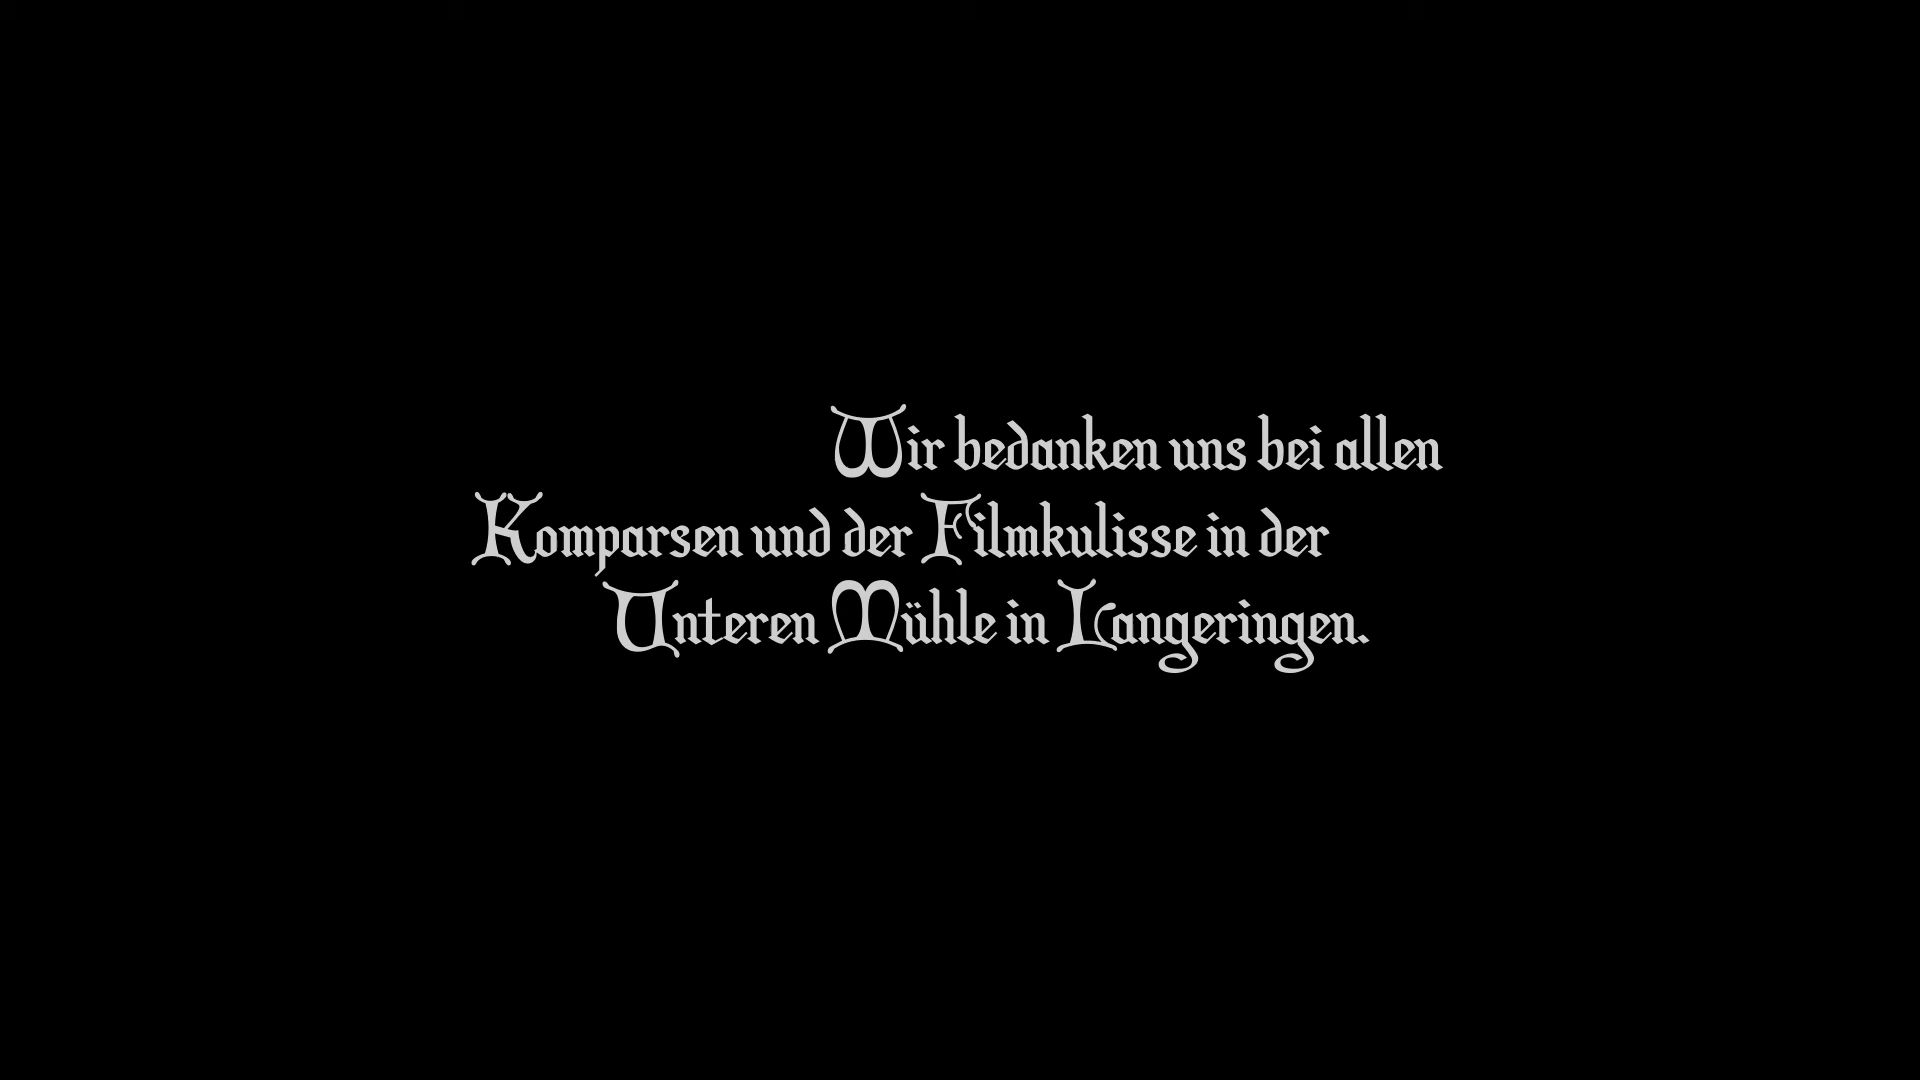 Wir bedanken uns bei allen
Komparsen und der Filmkulisse in der
Unteren Mühle in Langeringen.